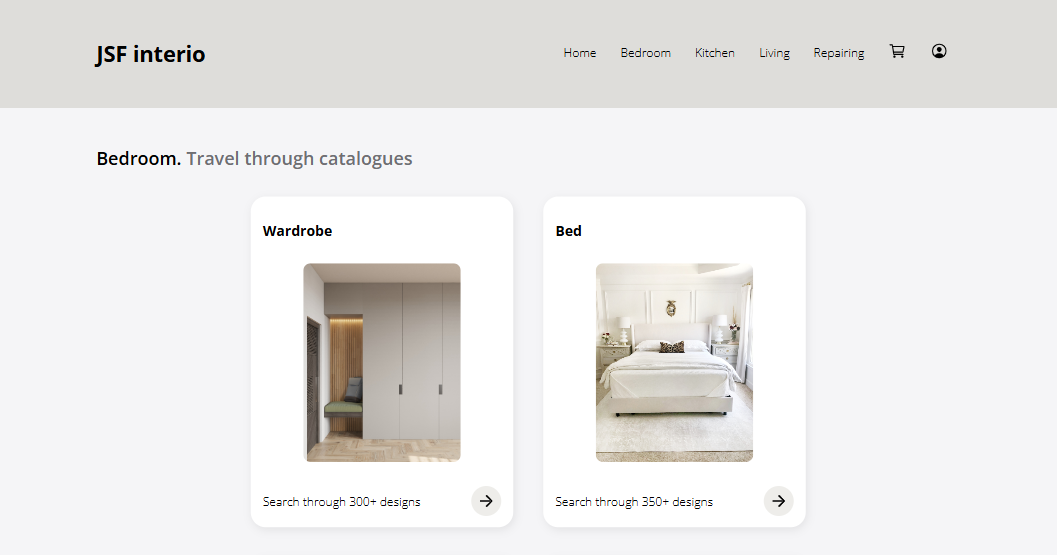 JSF interio
Home Bedroom Kitchen Living Repairing
Bedroom. Travel through catalogues
Wardrobe
Bed
Search through 300+ designs
Search through 350+ designs